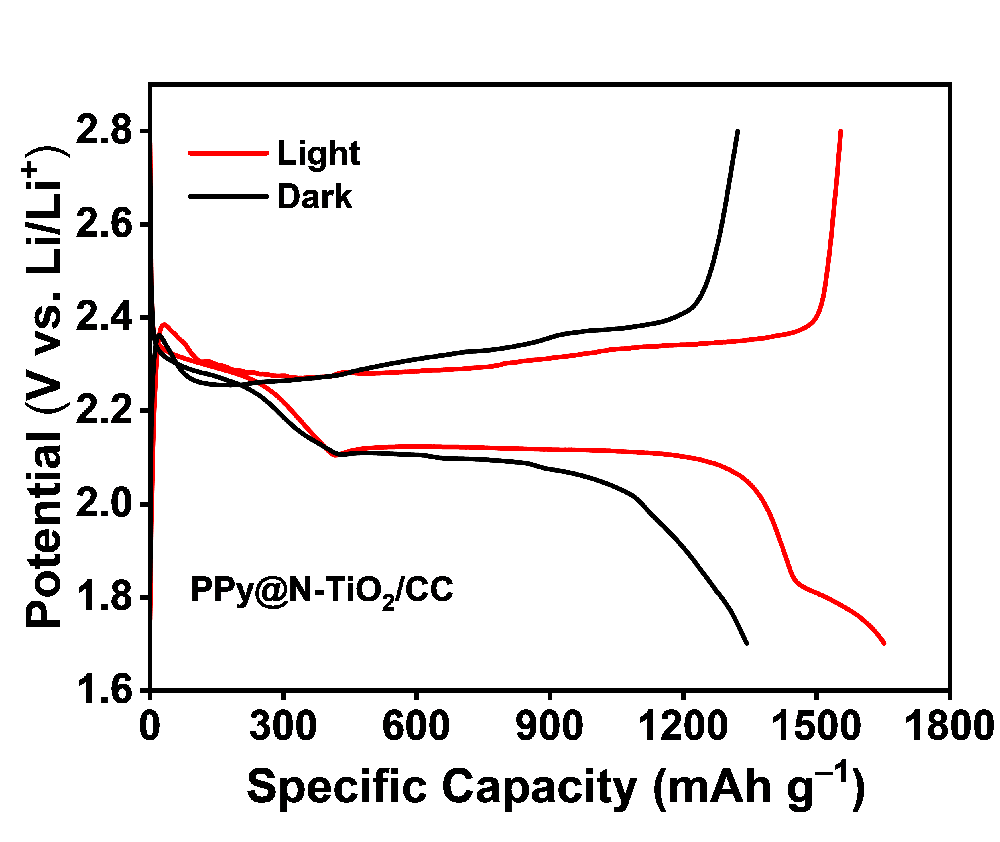 Potential (V vs. Li/Li⁺)
2.8
2.6
2.4
2.2
2.0
1.8
1.6
Light
Dark
PPy@N-TiO₂/CC
0 300 600 900 1200 1500 1800
Specific Capacity (mAh g⁻¹)